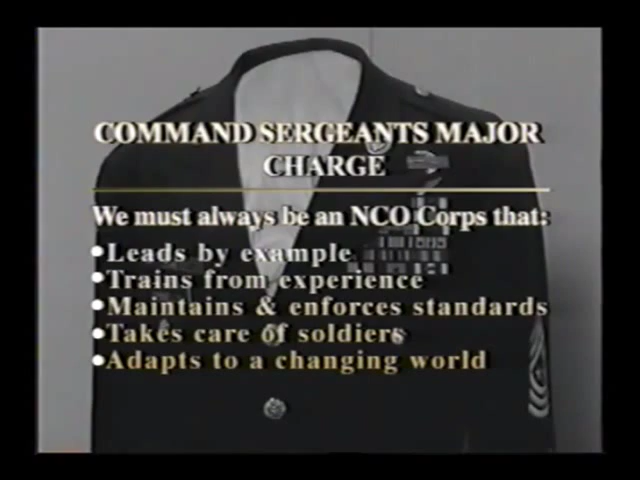 COMMAND SERGEANTS MAJOR
CHARGE
We must always be an NCO Corps that:
•Leads by example
•Trains from experience
•Maintains & enforces standards
•Takes care of soldiers
•Adapts to a changing world